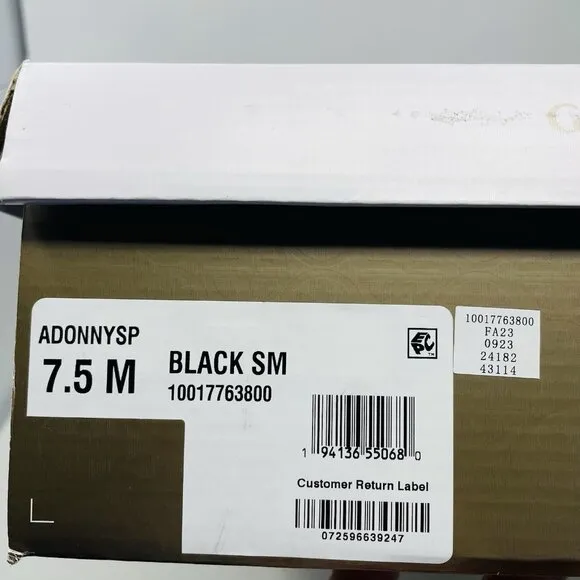 ADONNYSP
7.5 M
BLACK SM
10017763800
EPC™
1 94136 55068 0
Customer Return Label
072596639247
10017763800
FA23
0923
24182
43114